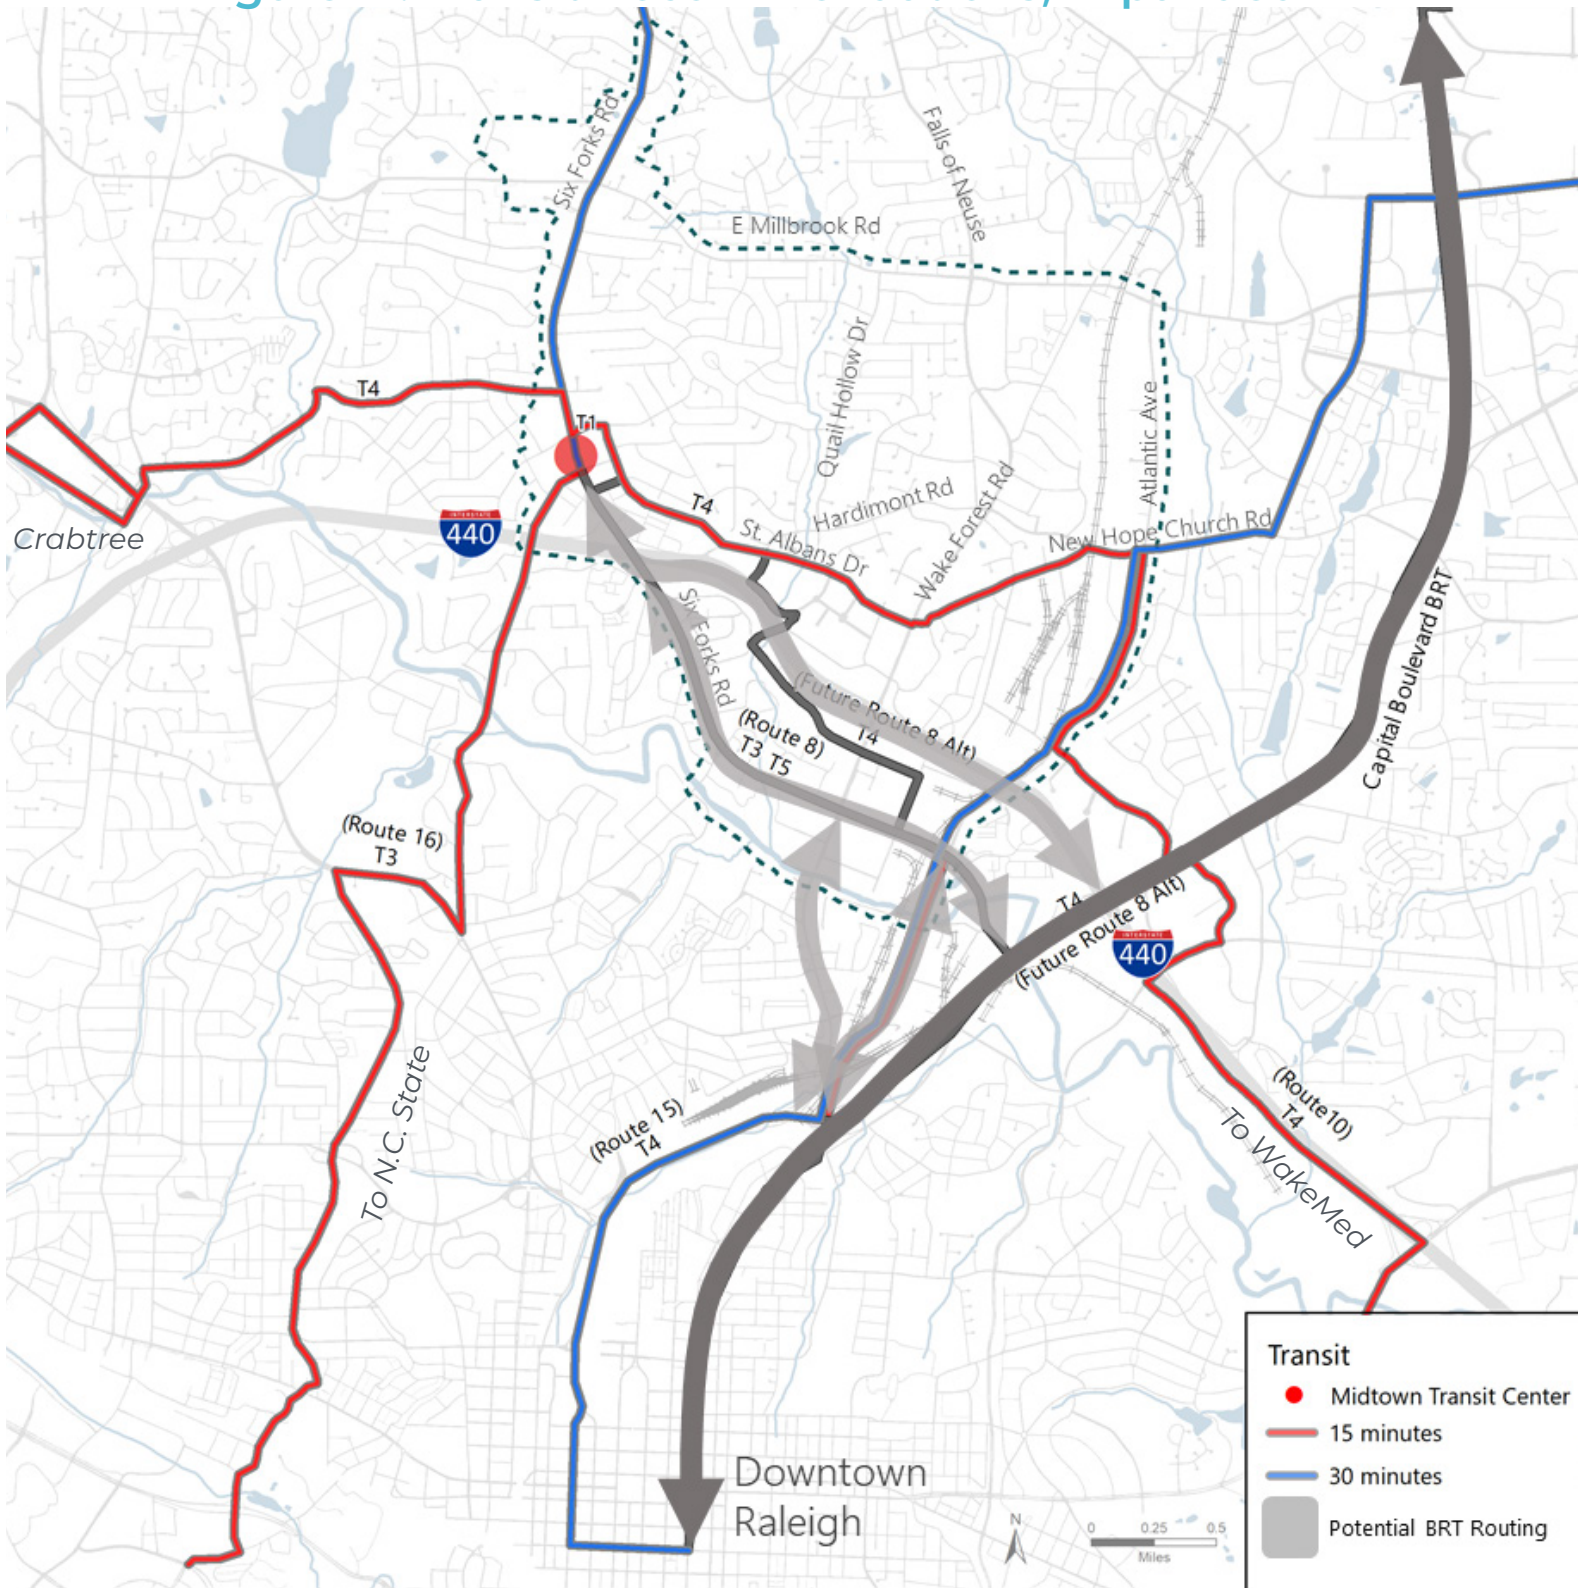 Six Forks Rd
Falls of Neuse
E Millbrook Rd
Quail Hollow Dr
Atlantic Ave
T4
T1
Crabtree
INTERSTATE
440
T4
Hardimont Rd
St. Albans Dr
Wake Forest Rd
New Hope Church Rd
Six Forks Rd
Capital Boulevard BRT
(Future Route 8 Alt)
T4
(Route 8)
T3 T5
(Route 16)
T3
T4
(Future Route 8 Alt)
INTERSTATE
440
To N.C. State
(Route 15)
T4
(Route10)
T4
To WakeMed
Downtown
Raleigh
N
0 0.25 0.5
Miles
Transit
Midtown Transit Center
15 minutes
30 minutes
Potential BRT Routing